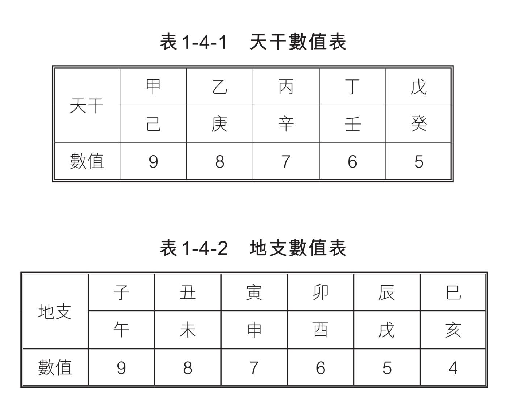 表1-4-1 天干數值表
天干 甲 乙 丙 丁 戊
己 庚 辛 壬 癸
數值 9 8 7 6 5
表1-4-2 地支數值表
地支 子 丑 寅 卯 辰 巳
午 未 申 酉 戌 亥
數值 9 8 7 6 5 4